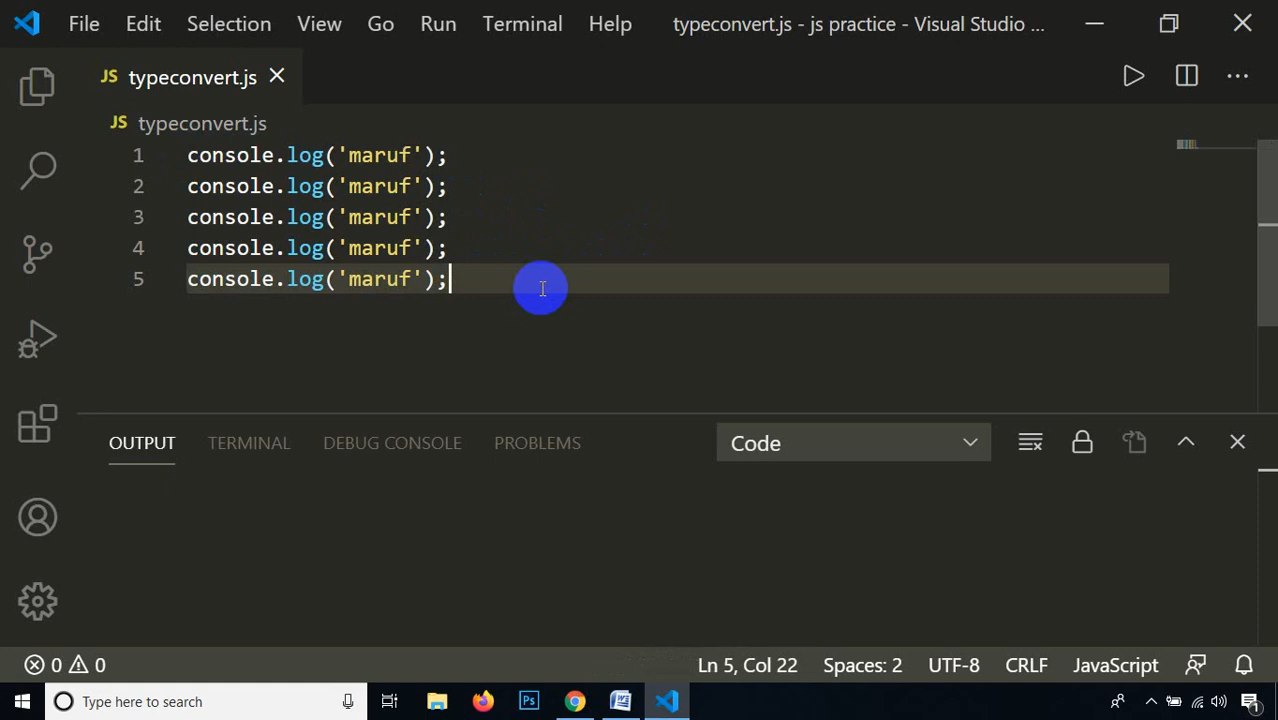 File Edit Selection View Go Run Terminal Help typeconvert.js - js practice - Visual Studio ...
JS typeconvert.js
JS typeconvert.js
1 console.log('maruf');
2 console.log('maruf');
3 console.log('maruf');
4 console.log('maruf');
5 console.log('maruf');
OUTPUT TERMINAL DEBUG CONSOLE PROBLEMS Code
0 0 Ln 5, Col 22 Spaces: 2 UTF-8 CRLF JavaScript
Type here to search Ps W 1